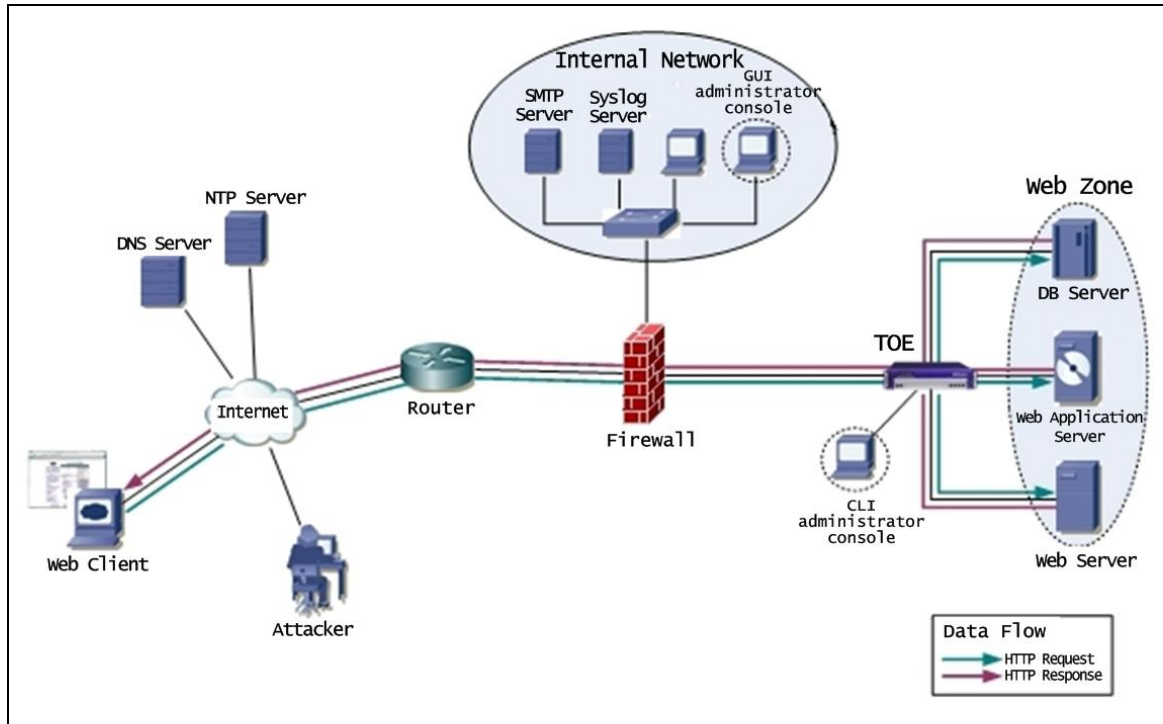 Internal Network
GUI
administrator
console
SMTP
Server
Syslog
Server
Web Zone
NTP Server
DNS Server
DB Server
TOE
Internet
Router
Firewall
Web Application
Server
CLI
administrator
console
Web Client
Web Server
Attacker
Data Flow
HTTP Request
HTTP Response